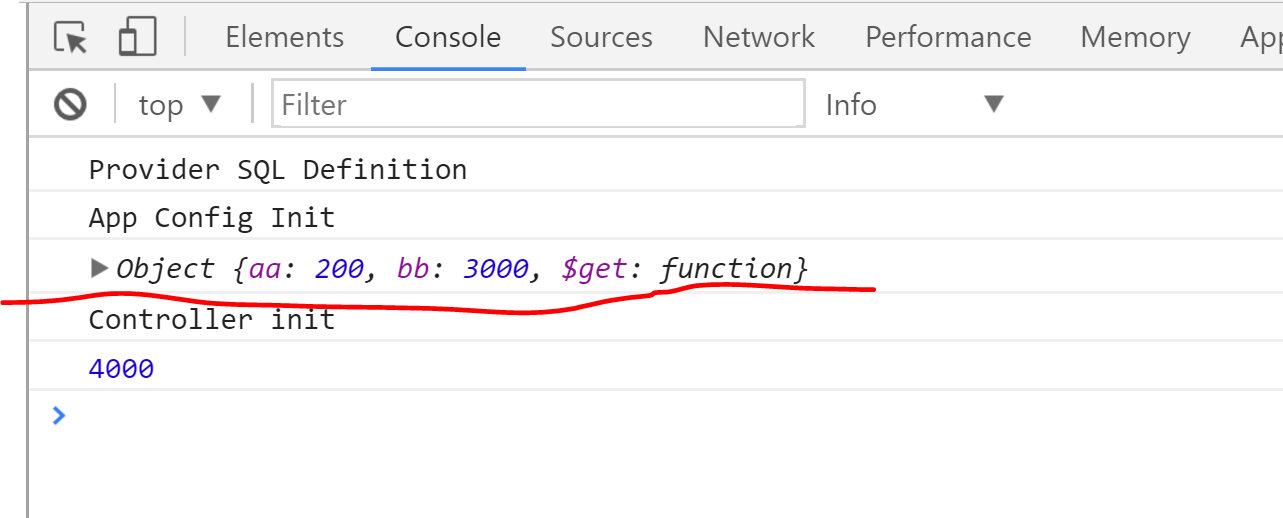 Elements Console Sources Network Performance Memory App
top Filter Info
Provider SQL Definition
App Config Init
Object {aa: 200, bb: 3000, $get: function}
Controller init
4000